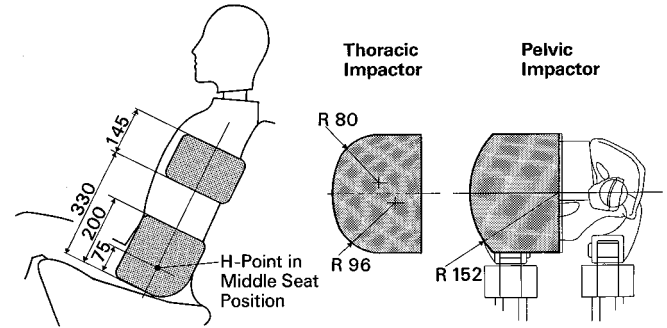 Thoracic
Impactor
Pelvic
Impactor
R 80
R 96
R 152
145
330
200
75
H-Point in
Middle Seat
Position